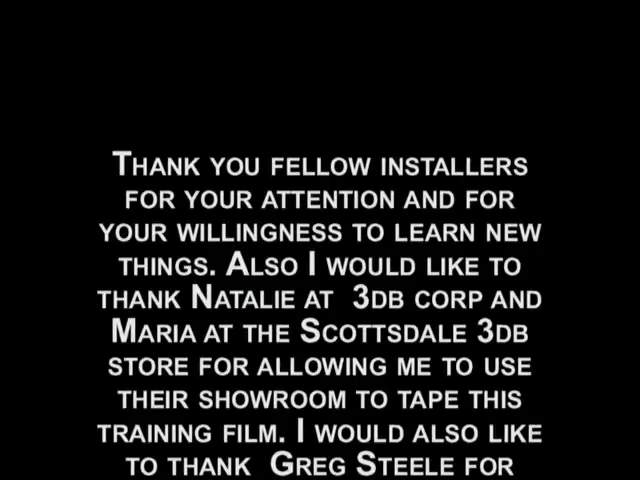 Thank you fellow installers
for your attention and for
your willingness to learn new
things. Also I would like to
thank Natalie at 3db corp and
Maria at the Scottsdale 3db
store for allowing me to use
their showroom to tape this
training film. I would also like
to thank Greg Steele for